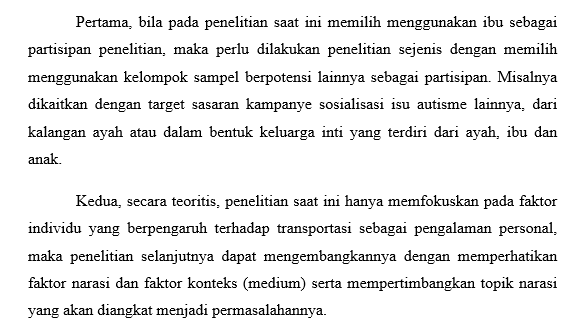 Pertama, bila pada penelitian saat ini memilih menggunakan ibu sebagai
partisipan penelitian, maka perlu dilakukan penelitian sejenis dengan memilih
menggunakan kelompok sampel berpotensi lainnya sebagai partisipan. Misalnya
dikaitkan dengan target sasaran kampanye sosialisasi isu autisme lainnya, dari
kalangan ayah atau dalam bentuk keluarga inti yang terdiri dari ayah, ibu dan
anak.
Kedua, secara teoritis, penelitian saat ini hanya memfokuskan pada faktor
individu yang berpengaruh terhadap transportasi sebagai pengalaman personal,
maka penelitian selanjutnya dapat mengembangkannya dengan memperhatikan
faktor narasi dan faktor konteks (medium) serta mempertimbangkan topik narasi
yang akan diangkat menjadi permasalahannya.